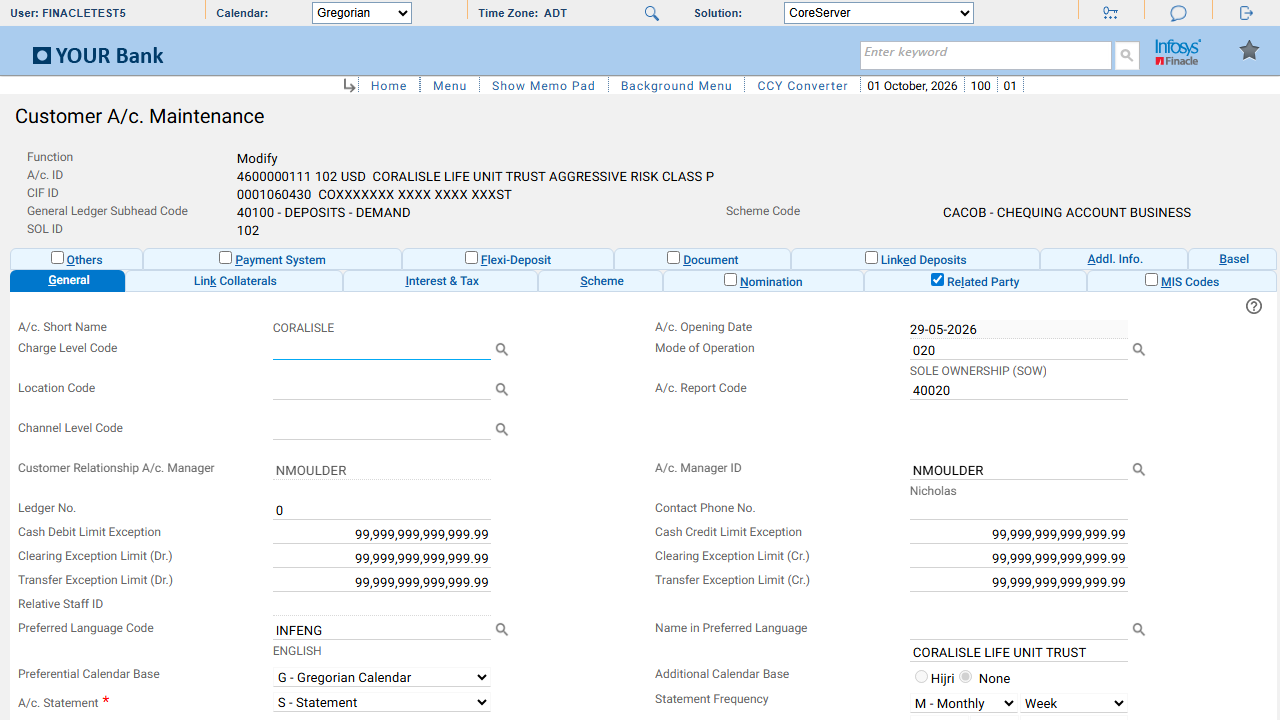 User: FINACLETEST5 Calendar: Gregorian Time Zone: ADT Solution: CoreServer
YOUR Bank Enter keyword Infosys Finacle
Home Menu Show Memo Pad Background Menu CCY Converter 01 October, 2026 100 01
Customer A/c. Maintenance
Function Modify
A/c. ID 4600000111 102 USD CORALISLE LIFE UNIT TRUST AGGRESSIVE RISK CLASS P
CIF ID 0001060430 COXXXXXXX XXXX XXXX XXXST
General Ledger Subhead Code 40100 - DEPOSITS - DEMAND Scheme Code CACOB - CHEQUING ACCOUNT BUSINESS
SOL ID 102
Others Payment System Flexi-Deposit Document Linked Deposits Addl. Info. Basel
General Link Collaterals Interest & Tax Scheme Nomination Related Party MIS Codes
A/c. Short Name CORALISLE A/c. Opening Date 29-05-2026
Charge Level Code Mode of Operation 020
SOLE OWNERSHIP (SOW)
Location Code A/c. Report Code 40020
Channel Level Code
Customer Relationship A/c. Manager NMOULDER A/c. Manager ID NMOULDER
Nicholas
Ledger No. 0 Contact Phone No.
Cash Debit Limit Exception 99,999,999,999,999.99 Cash Credit Limit Exception 99,999,999,999,999.99
Clearing Exception Limit (Dr.) 99,999,999,999,999.99 Clearing Exception Limit (Cr.) 99,999,999,999,999.99
Transfer Exception Limit (Dr.) 99,999,999,999,999.99 Transfer Exception Limit (Cr.) 99,999,999,999,999.99
Relative Staff ID
Preferred Language Code INFENG Name in Preferred Language
ENGLISH CORALISLE LIFE UNIT TRUST
Preferential Calendar Base G - Gregorian Calendar Additional Calendar Base Hijri None
A/c. Statement * S - Statement Statement Frequency M - Monthly Week